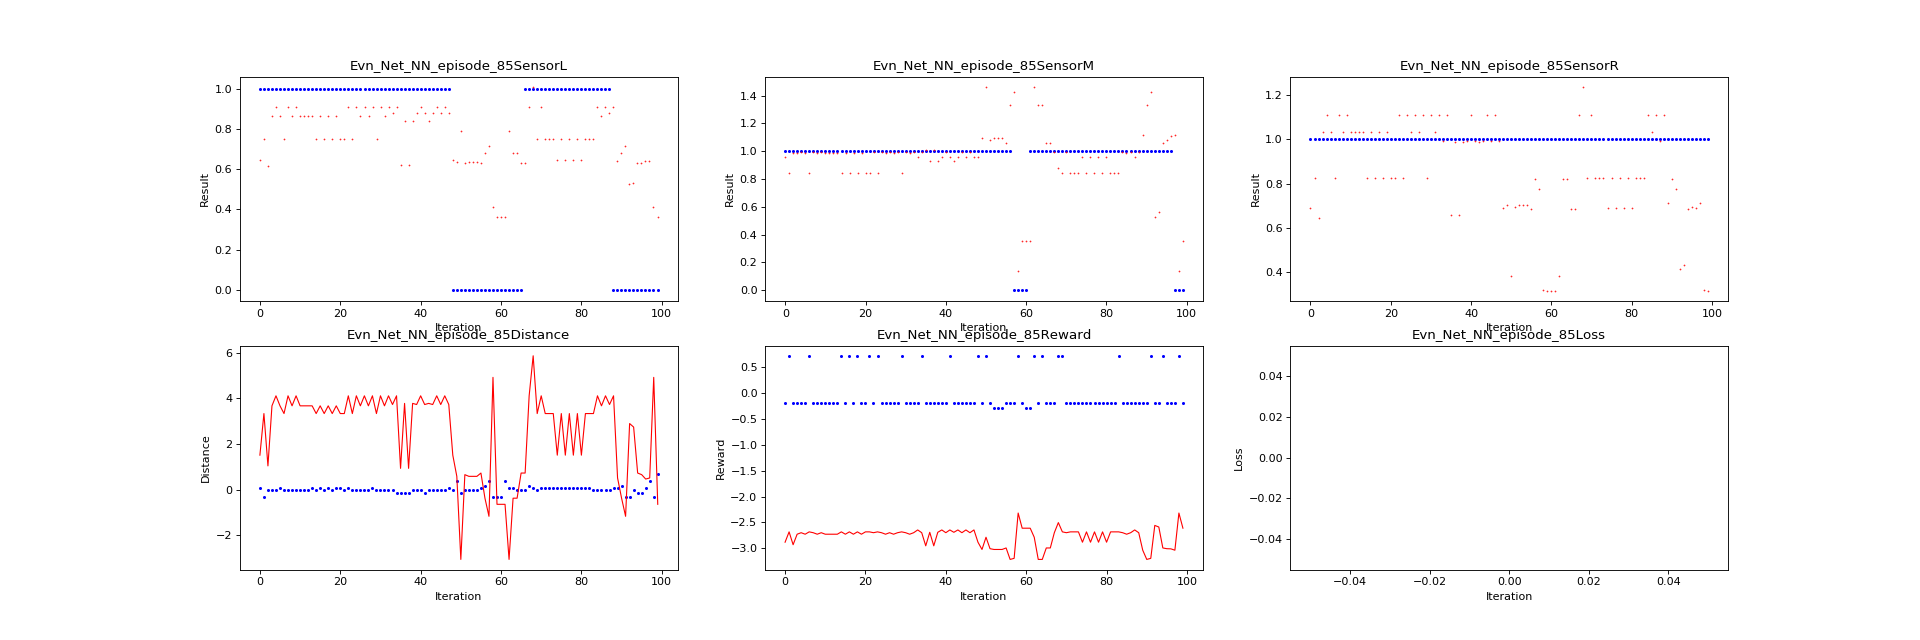 Evn_Net_NN_episode_85SensorL
Evn_Net_NN_episode_85SensorM
Evn_Net_NN_episode_85SensorR
1.0
0.8
0.6
0.4
0.2
0.0
Result
0 20 40 60 80 100
Iteration
1.4
1.2
1.0
0.8
0.6
0.4
0.2
0.0
Result
0 20 40 60 80 100
Iteration
1.2
1.0
0.8
0.6
0.4
Result
0 20 40 60 80 100
Iteration
Evn_Net_NN_episode_85Distance
Evn_Net_NN_episode_85Reward
Evn_Net_NN_episode_85Loss
6
4
2
0
−2
Distance
0 20 40 60 80 100
Iteration
0.5
0.0
−0.5
−1.0
−1.5
−2.0
−2.5
−3.0
Reward
0 20 40 60 80 100
Iteration
0.04
0.02
0.00
−0.02
−0.04
Loss
−0.04 −0.02 0.00 0.02 0.04
Iteration